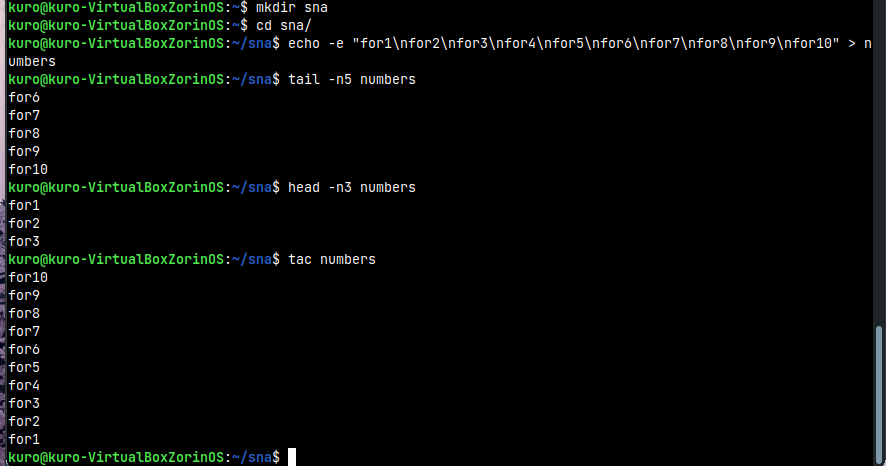 kuro@kuro-VirtualBoxZorinOS:~$ mkdir sna
kuro@kuro-VirtualBoxZorinOS:~$ cd sna/
kuro@kuro-VirtualBoxZorinOS:~/sna$ echo -e "for1\nfor2\nfor3\nfor4\nfor5\nfor6\nfor7\nfor8\nfor9\nfor10" > n
umbers
kuro@kuro-VirtualBoxZorinOS:~/sna$ tail -n5 numbers
for6
for7
for8
for9
for10
kuro@kuro-VirtualBoxZorinOS:~/sna$ head -n3 numbers
for1
for2
for3
kuro@kuro-VirtualBoxZorinOS:~/sna$ tac numbers
for10
for9
for8
for7
for6
for5
for4
for3
for2
for1
kuro@kuro-VirtualBoxZorinOS:~/sna$